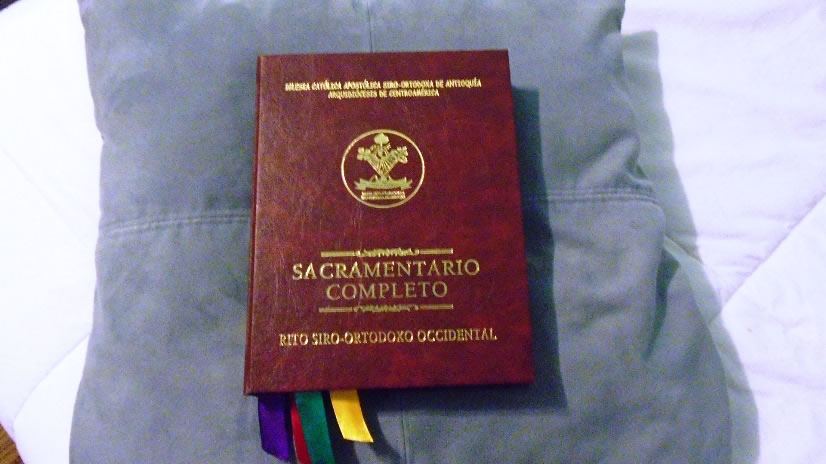 IGLESIA CATÓLICA APOSTÓLICA SIRO-ORTODOXA DE ANTIOQUÍA
ARQUIDIÓCESIS DE CENTROAMÉRICA
SACRAMENTARIO
COMPLETO
RITO SIRO-ORTODOXO OCCIDENTAL